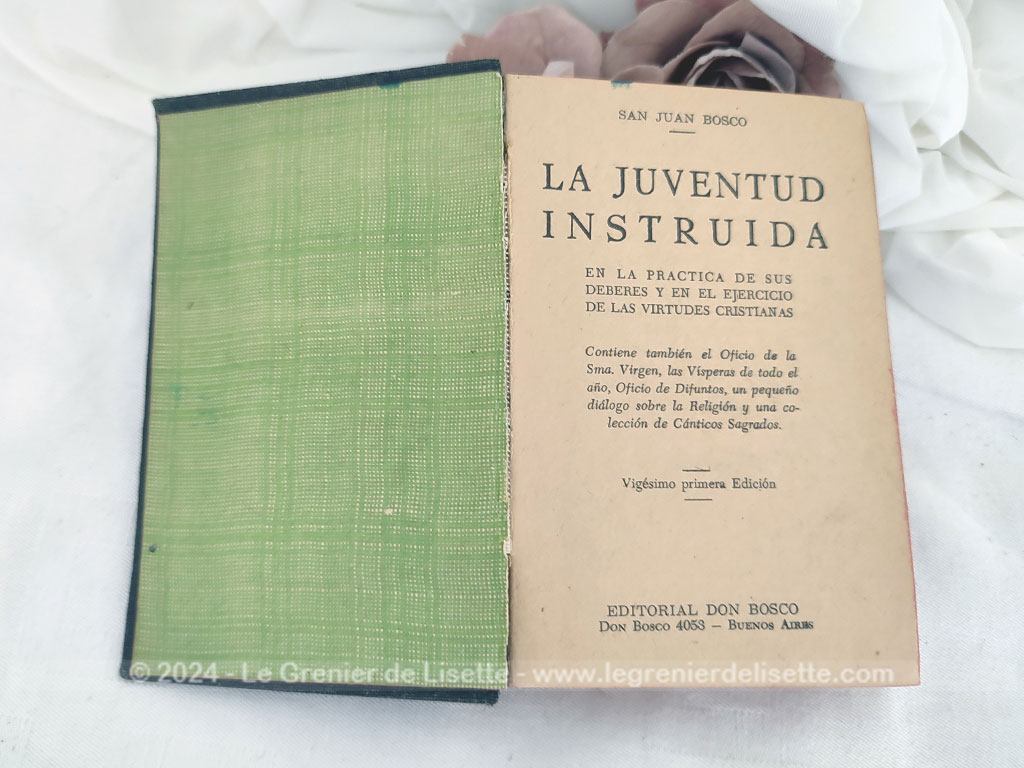 SAN JUAN BOSCO
LA JUVENTUD
INSTRUIDA
EN LA PRACTICA DE SUS
DEBERES Y EN EL EJERCICIO
DE LAS VIRTUDES CRISTIANAS
Contiene también el Oficio de la
Sma. Virgen, las Vísperas de todo el
año, Oficio de Difuntos, un pequeño
diálogo sobre la Religión y una co-
lección de Cánticos Sagrados.
Vigésimo primera Edición
EDITORIAL DON BOSCO
DON BOSCO 4053 — BUENOS AIRES
© 2024 - Le Grenier de Lisette - www.legrenierdelisette.com